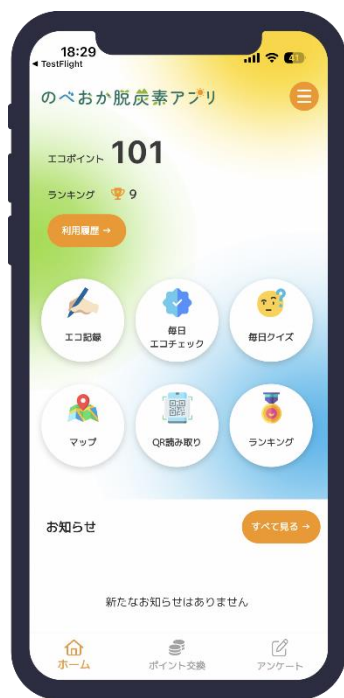 18:29
◀ TestFlight
41
のべおか脱炭素アプリ
エコポイント 101
ランキング 9
利用履歴 →
エコ記録
毎日
エコチェック
毎日クイズ
マップ
QR読み取り
ランキング
お知らせ
すべて見る →
新たなお知らせはありません
ホーム
ポイント交換
アンケート